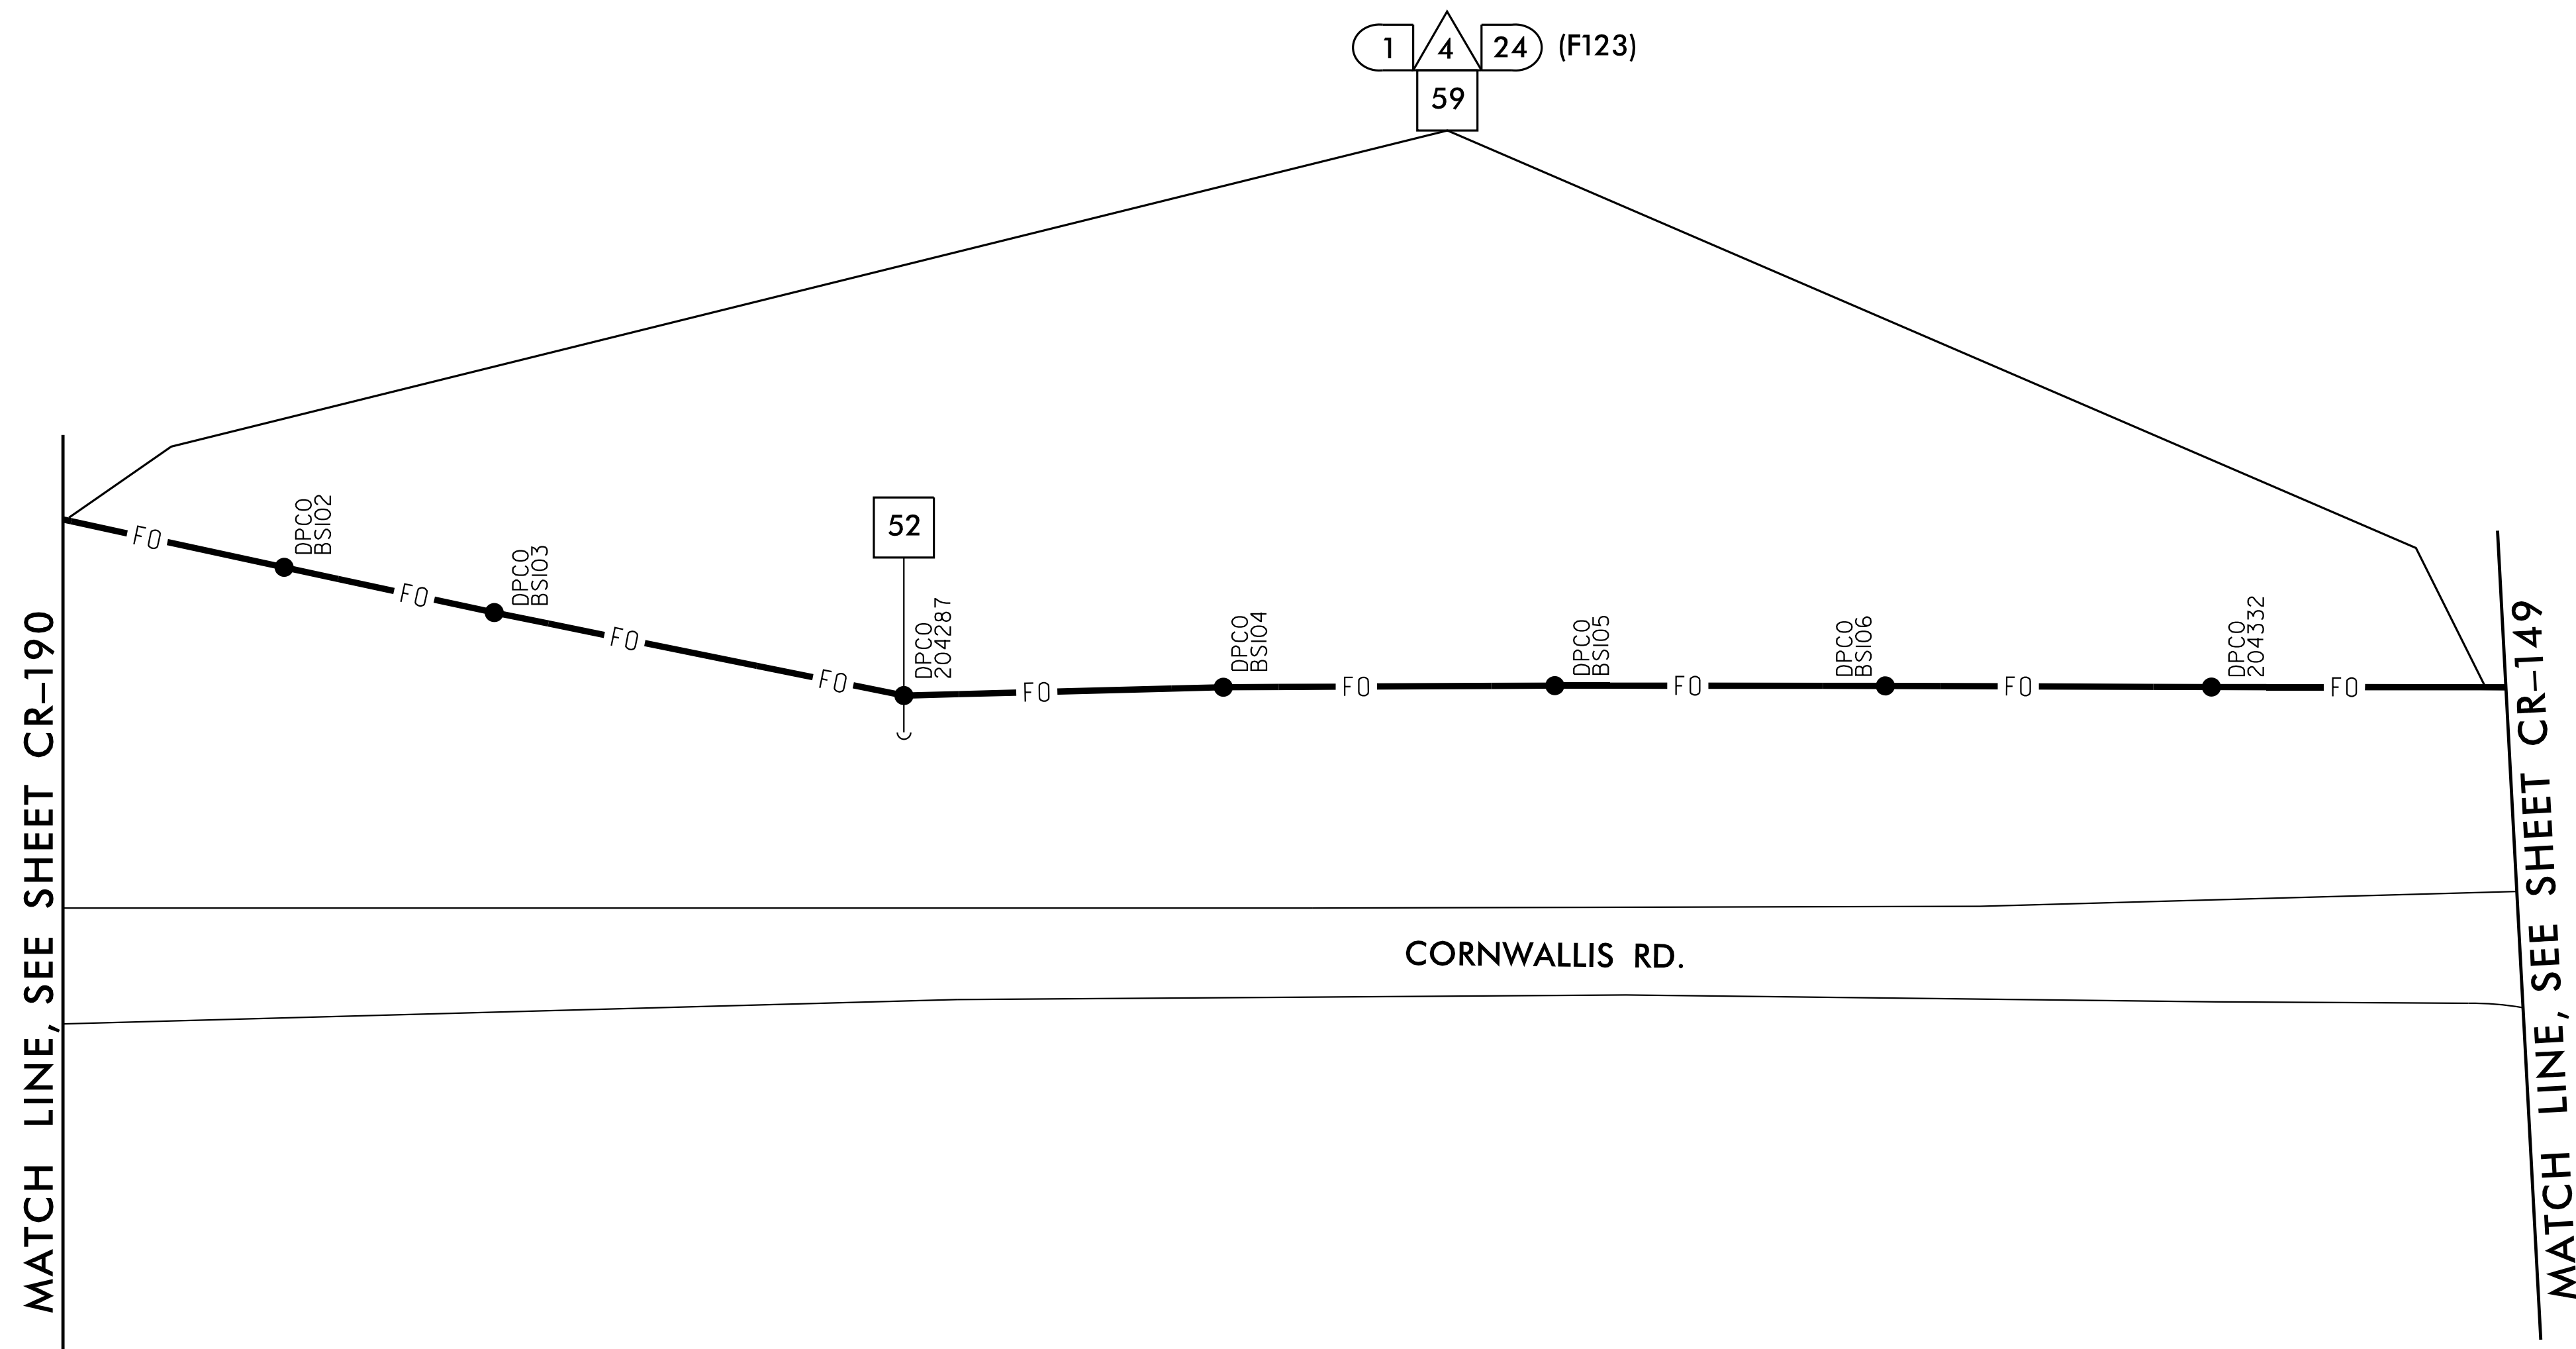 1 4 24 (F123)
59
MATCH LINE, SEE SHEET CR-190
FO
DPCO
BSI02
FO
DPCO
BSI03
FO
FO
52
DPCO
204287
FO
DPCO
BSI04
FO
DPCO
BSI05
FO
DPCO
BSI06
FO
DPCO
204332
FO
MATCH LINE, SEE SHEET CR-149
CORNWALLIS RD.